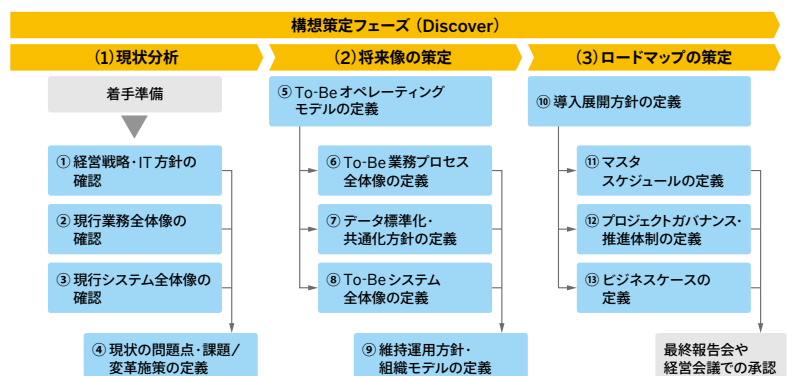 構想策定フェーズ（Discover）
（1）現状分析
（2）将来像の策定
（3）ロードマップの策定
着手準備
① 経営戦略・IT方針の
確認
② 現行業務全体像の
確認
③ 現行システム全体像の
確認
④ 現状の問題点・課題/
変革施策の定義
⑤ To-Beオペレーティング
モデルの定義
⑥ To-Be業務プロセス
全体像の定義
⑦ データ標準化・
共通化方針の定義
⑧ To-Beシステム
全体像の定義
⑨ 維持運用方針・
組織モデルの定義
⑩ 導入展開方針の定義
⑪ マスタ
スケジュールの定義
⑫ プロジェクトガバナンス・
推進体制の定義
⑬ ビジネスケースの
定義
最終報告会や
経営会議での承認